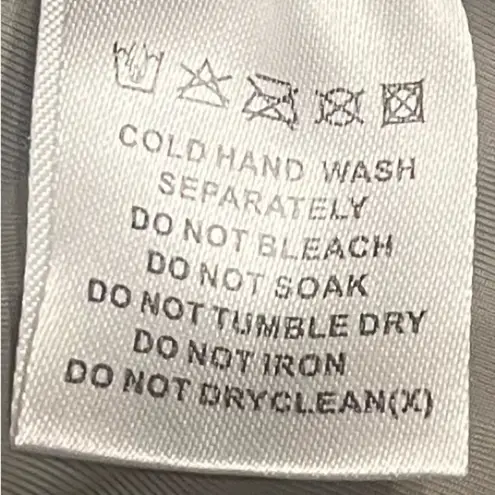 COLD HAND WASH
SEPARATELY
DO NOT BLEACH
DO NOT SOAK
DO NOT TUMBLE DRY
DO NOT IRON
DO NOT DRYCLEAN(X)